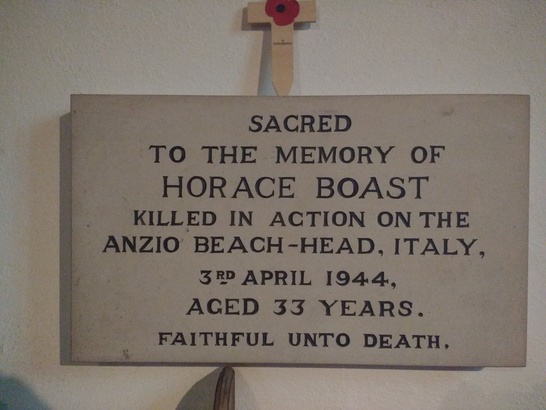 SACRED
TO THE MEMORY OF
HORACE BOAST
KILLED IN ACTION ON THE
ANZIO BEACH-HEAD, ITALY,
3RD APRIL 1944,
AGED 33 YEARS.
FAITHFUL UNTO DEATH.